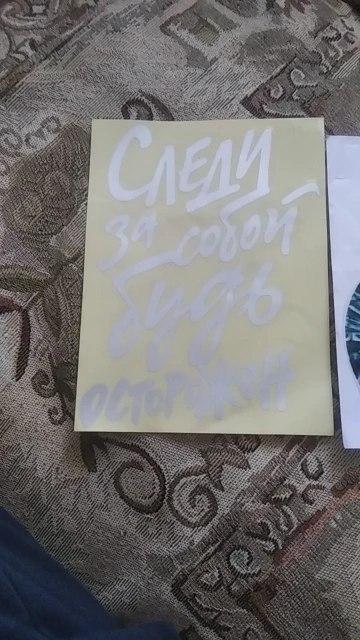 Следи
за собой
будь
осторожен